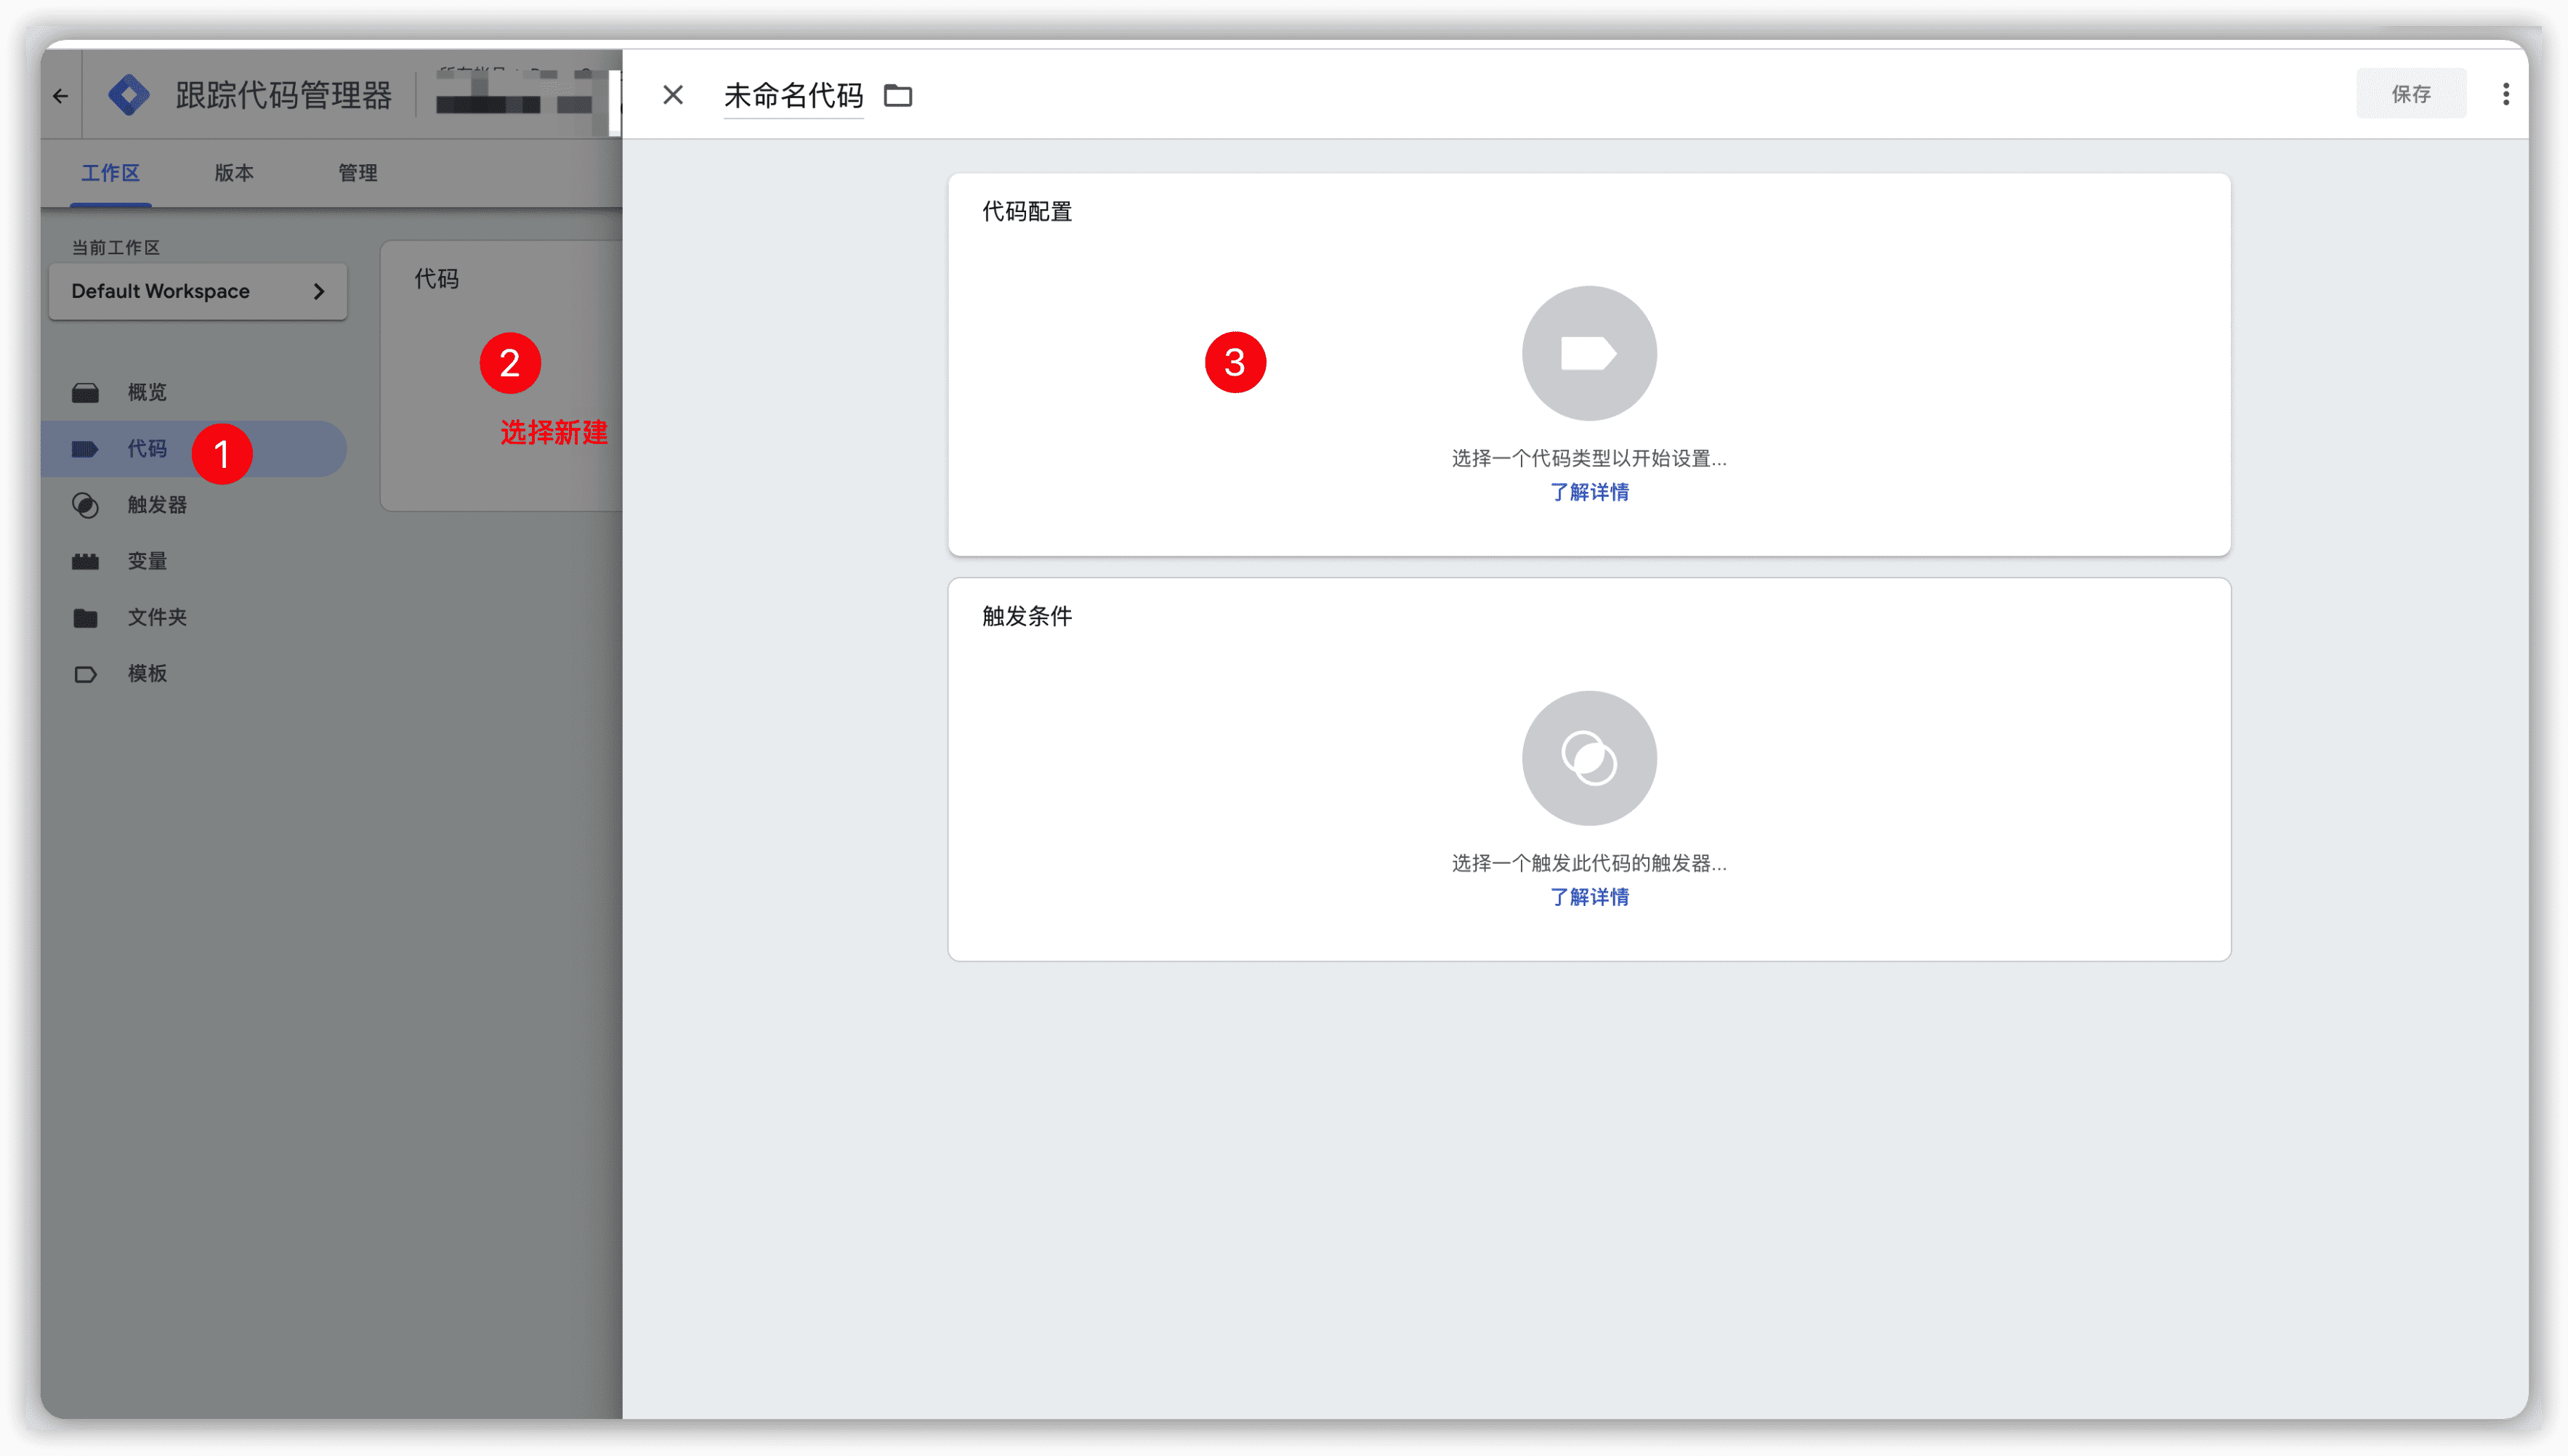 跟踪代码管理器
未命名代码
保存
工作区
版本
管理
当前工作区
Default Workspace
代码
2
选择新建
概览
代码
1
触发器
变量
文件夹
模板
代码配置
3
选择一个代码类型以开始设置...
了解详情
触发条件
选择一个触发此代码的触发器...
了解详情